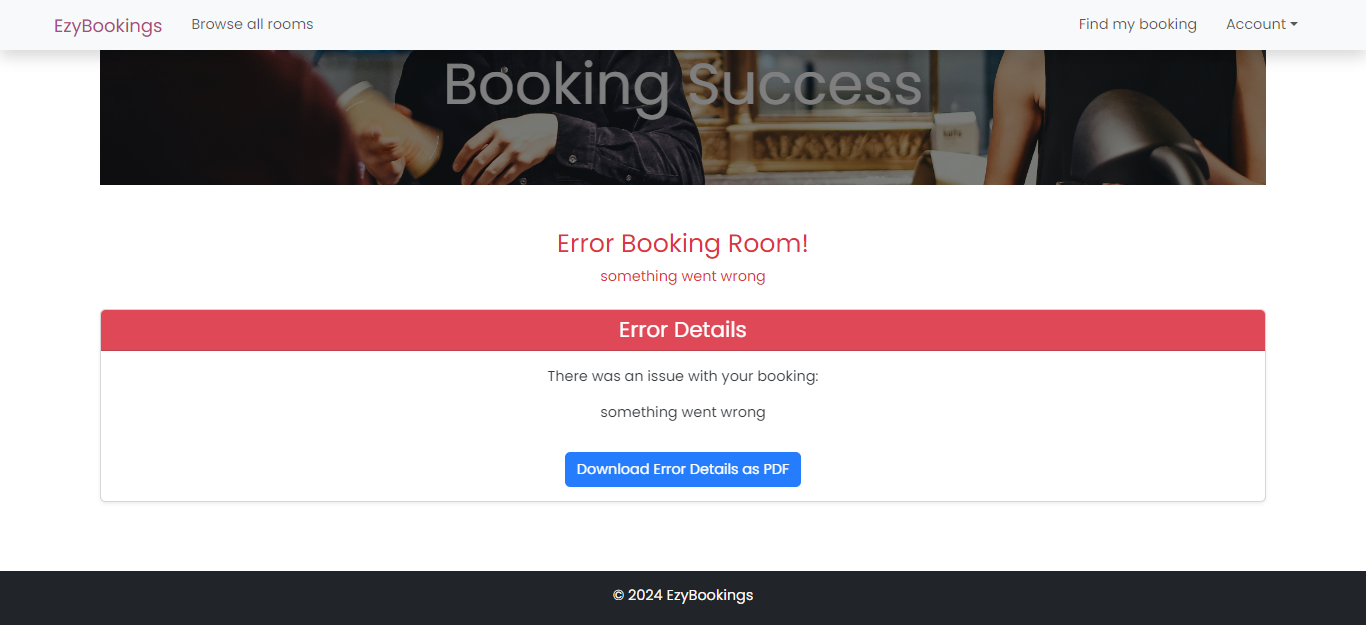 EzyBookings Browse all rooms Find my booking Account
Booking Success
Error Booking Room!
something went wrong
Error Details
There was an issue with your booking:
something went wrong
Download Error Details as PDF
© 2024 EzyBookings